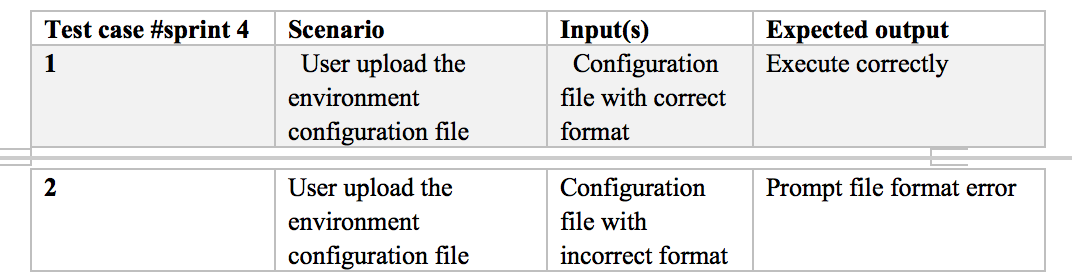 Test case #sprint 4 Scenario Input(s) Expected output
1 User upload the Configuration Execute correctly
environment file with correct
configuration file format
2 User upload the Configuration Prompt file format error
environment file with
configuration file incorrect format